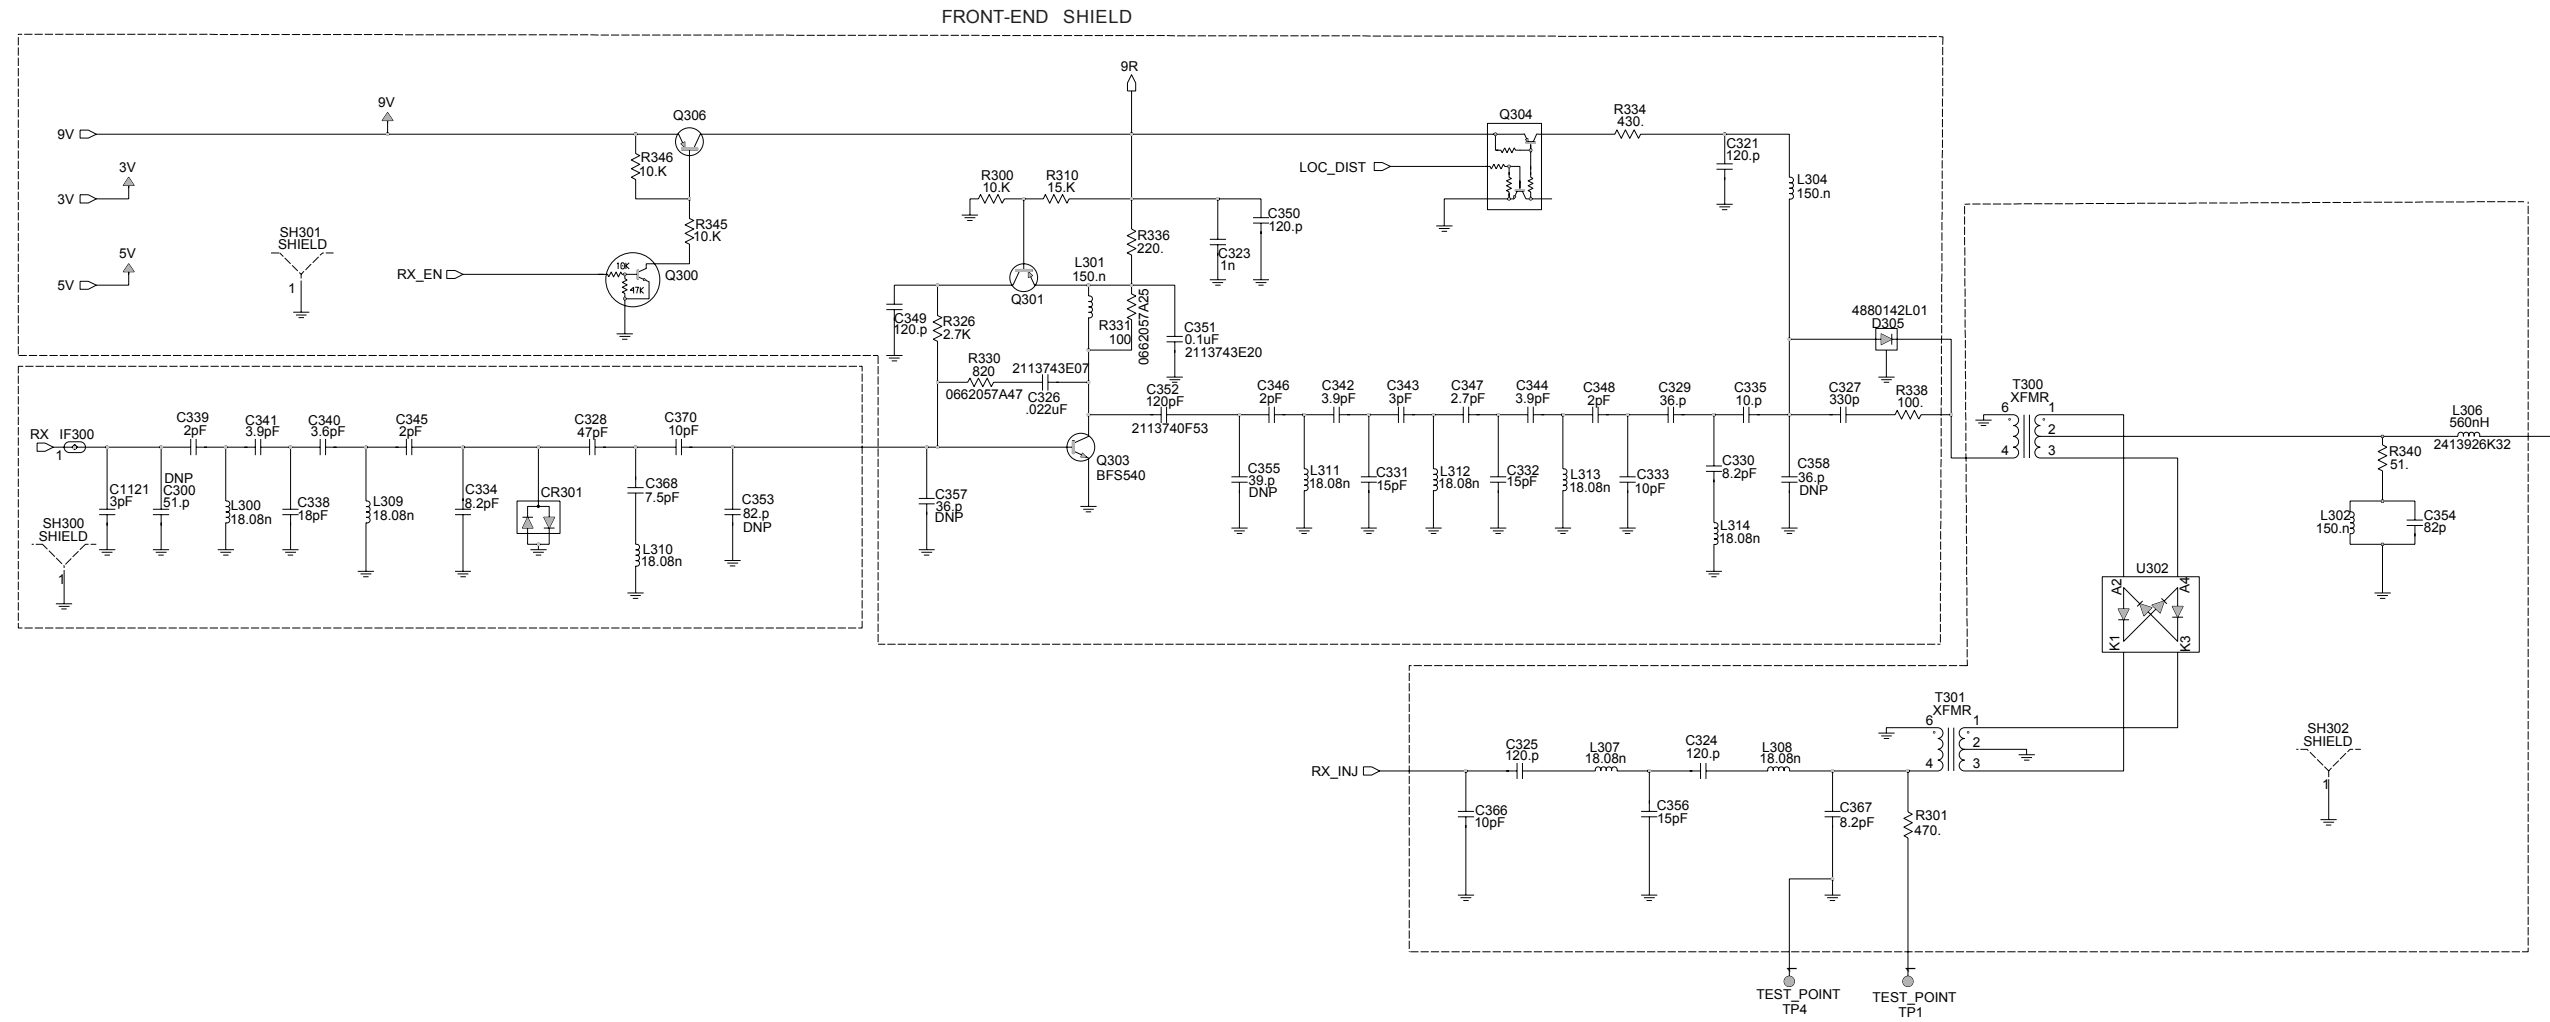 FRONT-END SHIELD
9R
9V
9V
Q306
Q304
R334
430.
3V
3V
R346
10.K
LOC_DIST
C321
120.p
L304
150.n
R300
10.K
R310
15.K
SH301
SHIELD
1
R345
10.K
R336
220.
C350
120.p
C323
1n
5V
5V
RX_EN
10K
47K
Q300
L301
150.n
Q301
C349
120.p
R326
2.7K
R331
100
0662057A25
C351
0.1uF
2113743E20
4880142L01
D305
R330
820
0662057A47
2113743E07
C326
.022uF
C352
120pF
2113740F53
C346
2pF
C342
3.9pF
C343
3pF
C347
2.7pF
C344
3.9pF
C348
2pF
C329
36.p
C335
10.p
C327
330p
R338
100.
T300
XFMR
6
4
1
2
3
L306
560nH
2413926K32
RX
IF300
1
C339
2pF
C341
3.9pF
C340
3.6pF
C345
2pF
C328
47pF
C370
10pF
Q303
BFS540
R340
51.
C1121
3pF
DNP
C300
51.p
L300
18.08n
C338
18pF
L309
18.08n
C334
8.2pF
CR301
C368
7.5pF
L310
18.08n
C353
82.p
DNP
C357
36.p
DNP
C355
39.p
DNP
L311
18.08n
C331
15pF
L312
18.08n
C332
15pF
L313
18.08n
C333
10pF
C330
8.2pF
L314
18.08n
C358
36.p
DNP
L302
150.n
C354
82p
SH300
SHIELD
1
U302
A2
A4
K1
K3
T301
XFMR
6
4
1
2
3
SH302
SHIELD
1
RX_INJ
C325
120.p
L307
18.08n
C324
120.p
L308
18.08n
C366
10pF
C356
15pF
C367
8.2pF
R301
470.
1
1
TEST_POINT
TP4
TEST_POINT
TP1